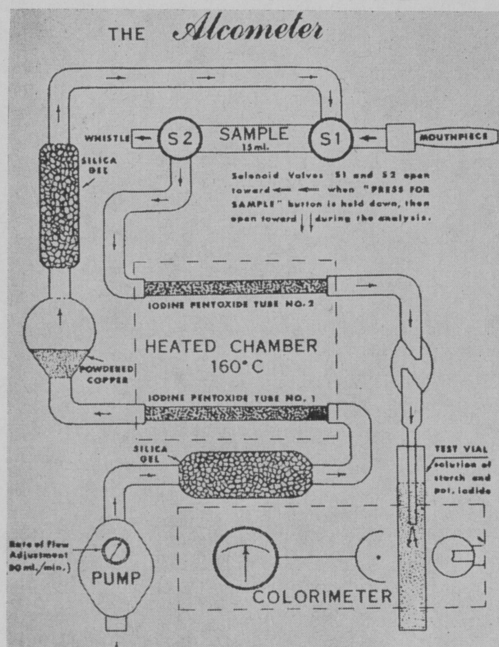 THE Alcometer
WHISTLE
S2
SAMPLE
15 ml.
S1
MOUTHPIECE
SILICA
GEL
Solenoid Valves S1 and S2 open
toward ← ← when "PRESS FOR
SAMPLE" button is held down, then
open toward ↓↓ during the analysis.
IODINE PENTOXIDE TUBE NO. 2
HEATED CHAMBER
160°C
POWDERED
COPPER
IODINE PENTOXIDE TUBE NO. 1
SILICA
GEL
TEST VIAL
solution of
starch and
pot. iodide
Rate of Flow
Adjustment
PUMP
COLORIMETER